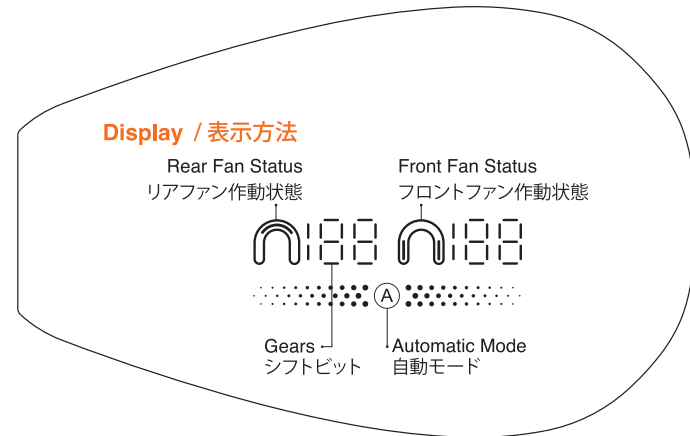 Display / 表示方法
Rear Fan Status
リアファン作動状態
Front Fan Status
フロントファン作動状態
188 188
A
Gears
シフトビット
Automatic Mode
自動モード